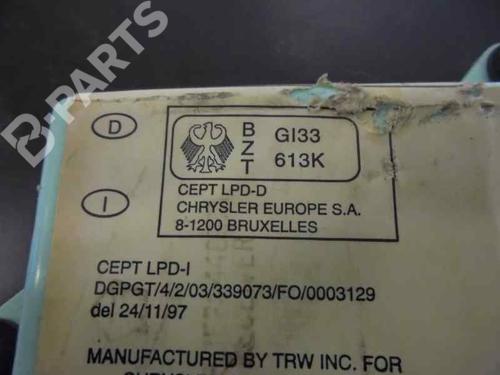 B-PARTS
D
BZT GI33
613K
I
CEPT LPD-D
CHRYSLER EUROPE S.A.
8-1200 BRUXELLES
CEPT LPD-I
DGPGT/4/2/03/339073/FO/0003129
del 24/11/97
MANUFACTURED BY TRW INC. FOR